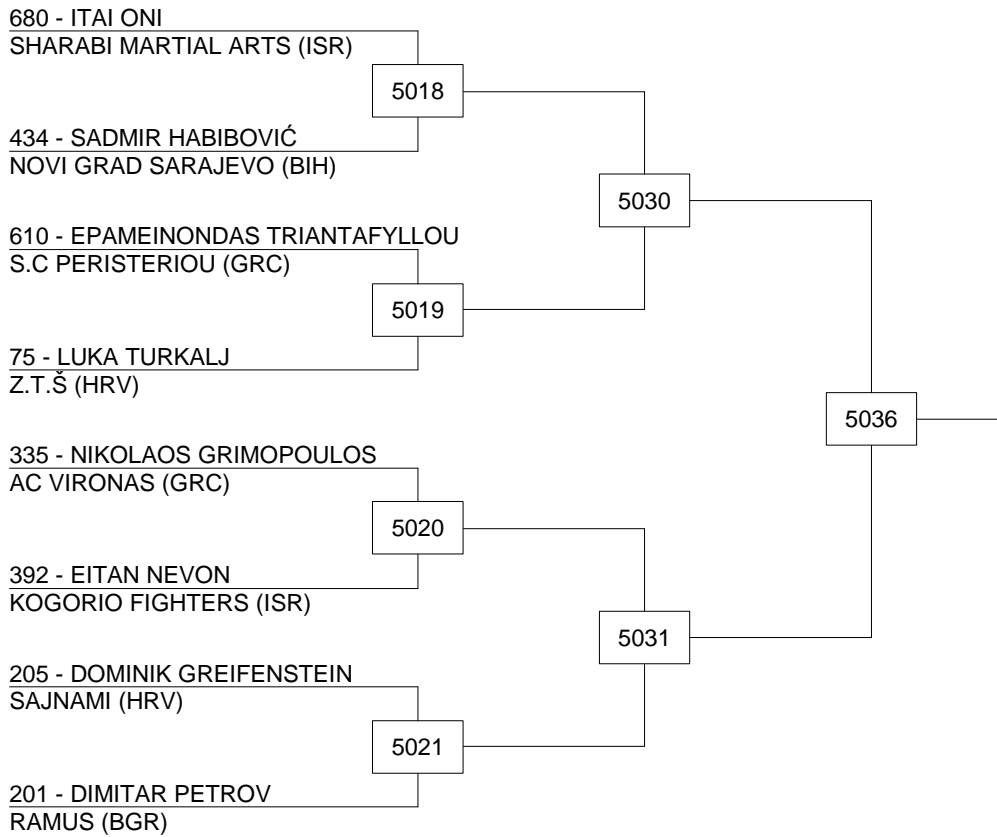 680 - ITAI ONI
SHARABI MARTIAL ARTS (ISR)
5018
434 - SADMIR HABIBOVIĆ
NOVI GRAD SARAJEVO (BIH)
5030
610 - EPAMEINONDAS TRIANTAFYLLOU
S.C PERISTERIOU (GRC)
5019
75 - LUKA TURKALJ
Z.T.Š (HRV)
5036
335 - NIKOLAOS GRIMOPOULOS
AC VIRONAS (GRC)
5020
392 - EITAN NEVON
KOGORIO FIGHTERS (ISR)
5031
205 - DOMINIK GREIFENSTEIN
SAJNAMI (HRV)
5021
201 - DIMITAR PETROV
RAMUS (BGR)